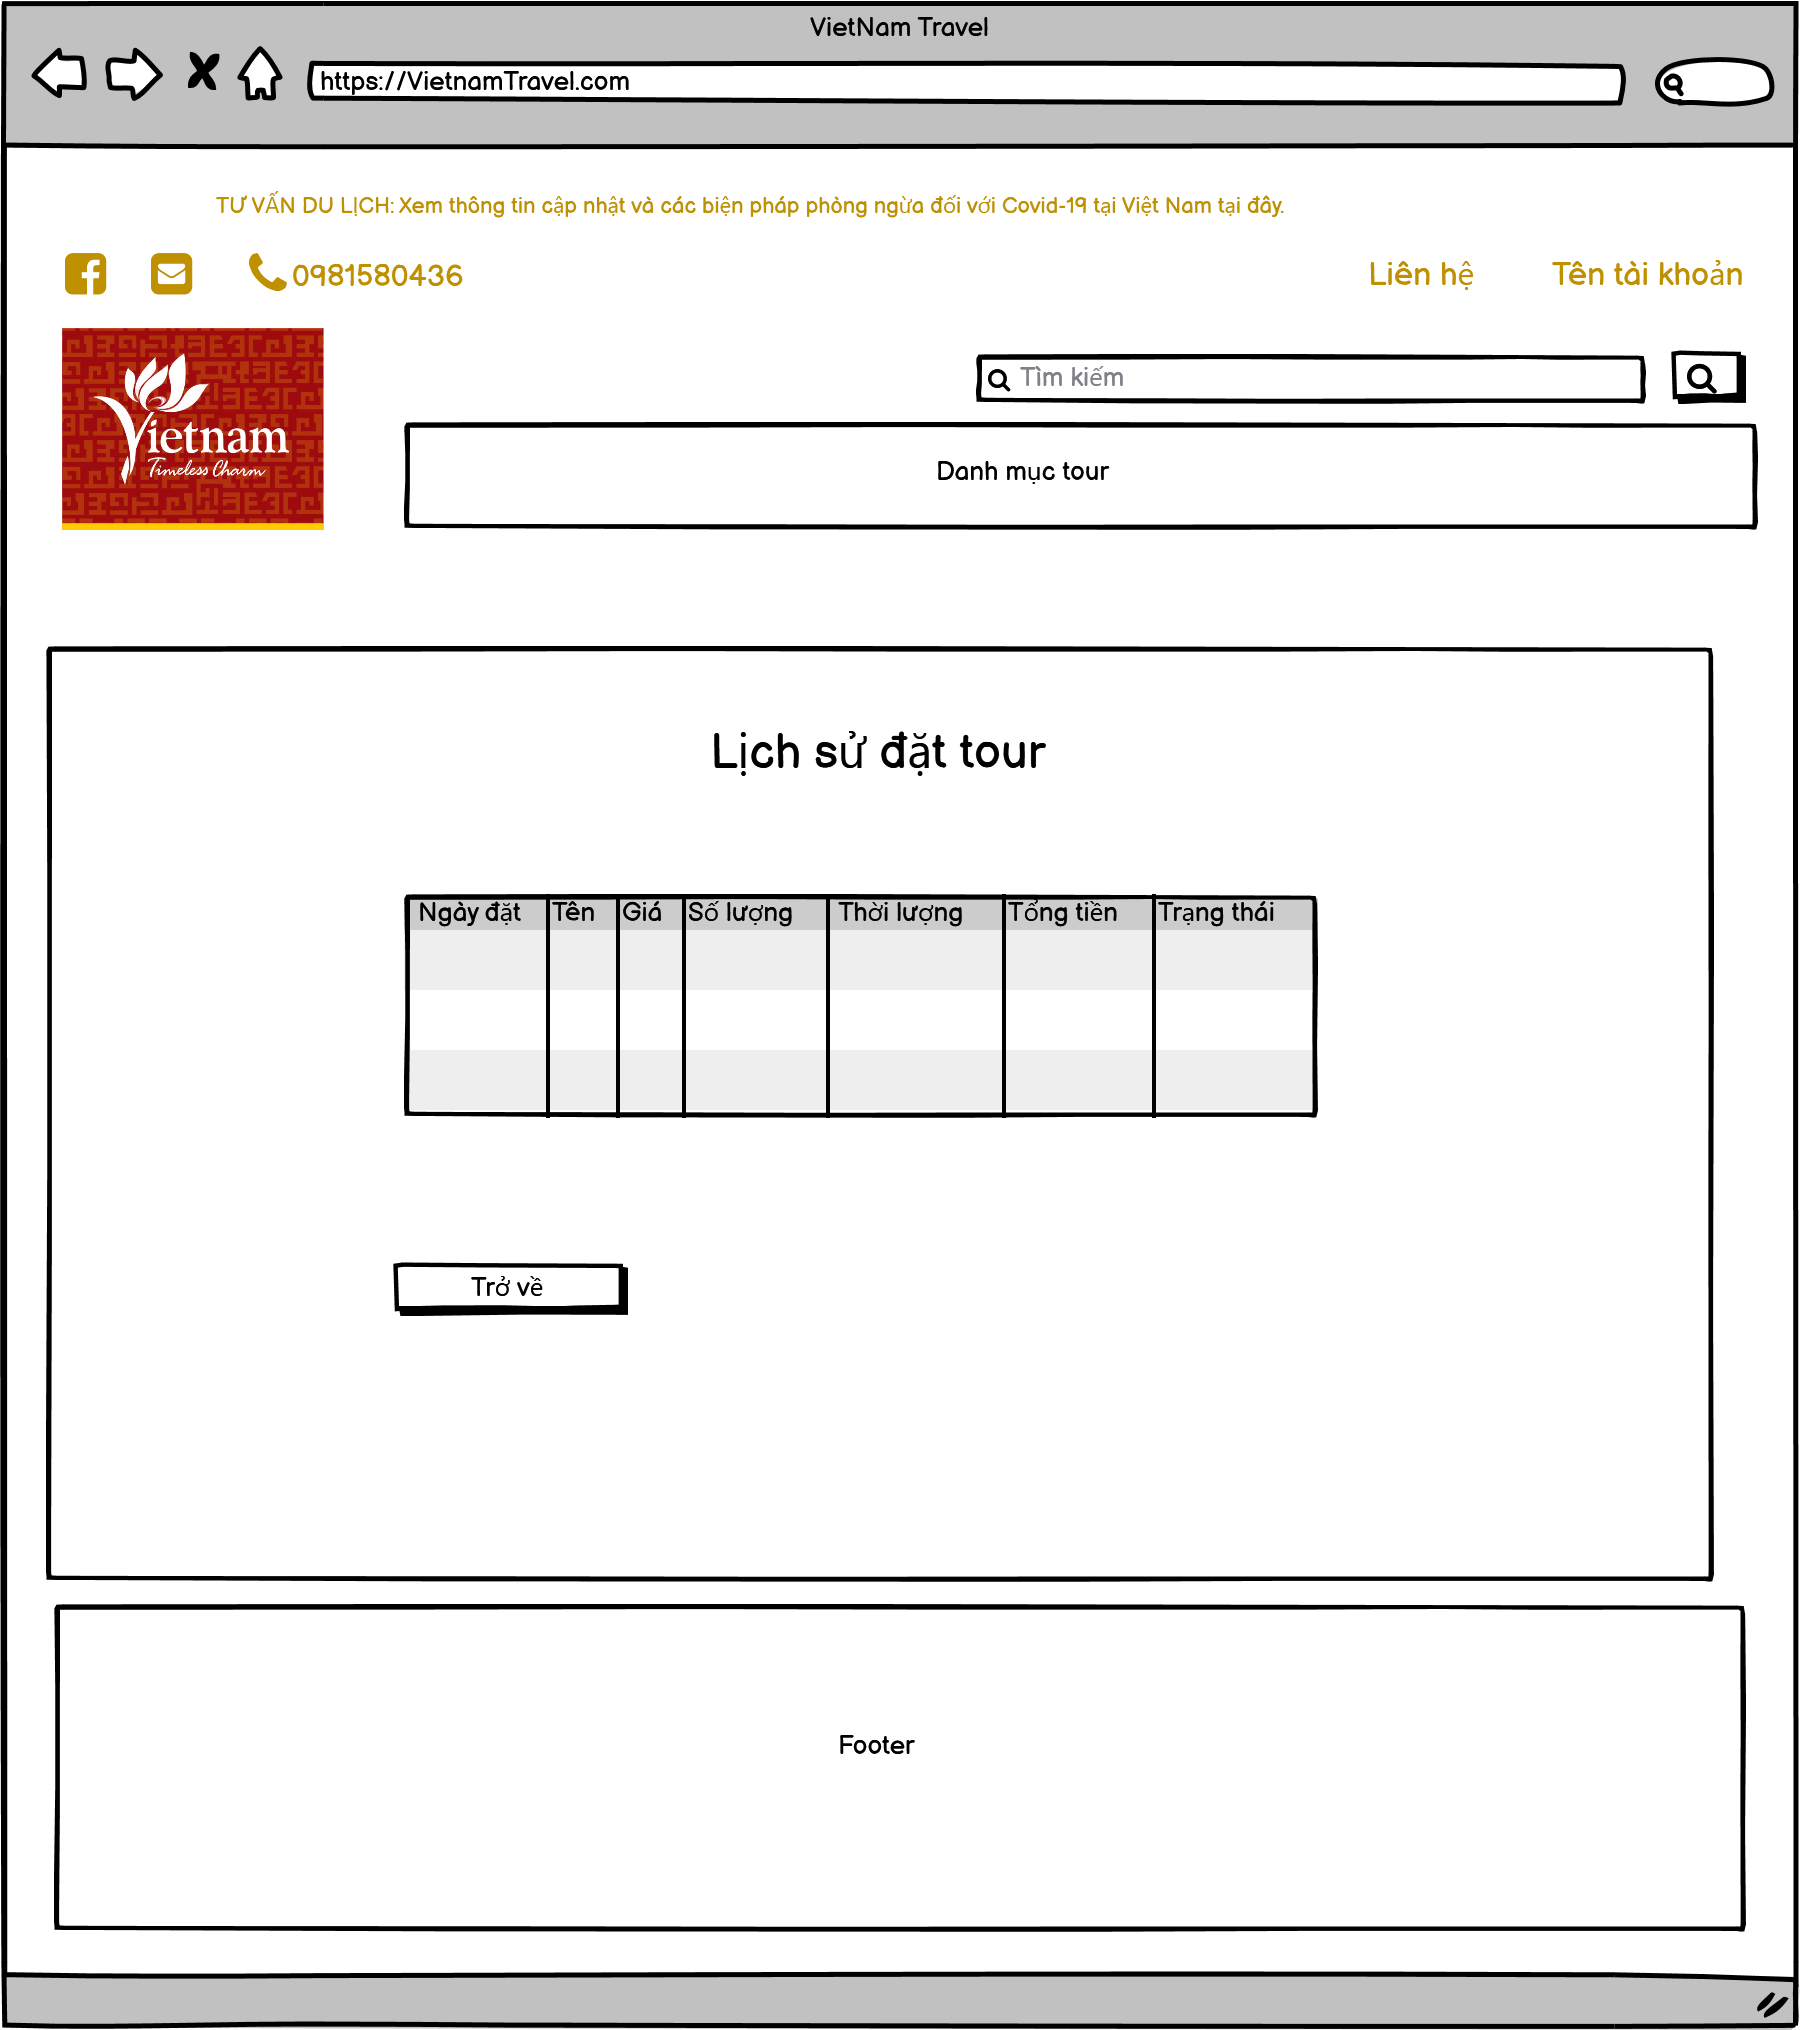 VietNam Travel
https://VietnamTravel.com
TƯ VẤN DU LỊCH: Xem thông tin cập nhật và các biện pháp phòng ngừa đối với Covid-19 tại Việt Nam tại đây.
0981580436 Liên hệ Tên tài khoản
Tìm kiếm
Vietnam
Timeless Charm
Danh mục tour
Lịch sử đặt tour
Ngày đặt Tên Giá Số lượng Thời lượng Tổng tiền Trạng thái
Trở về
Footer